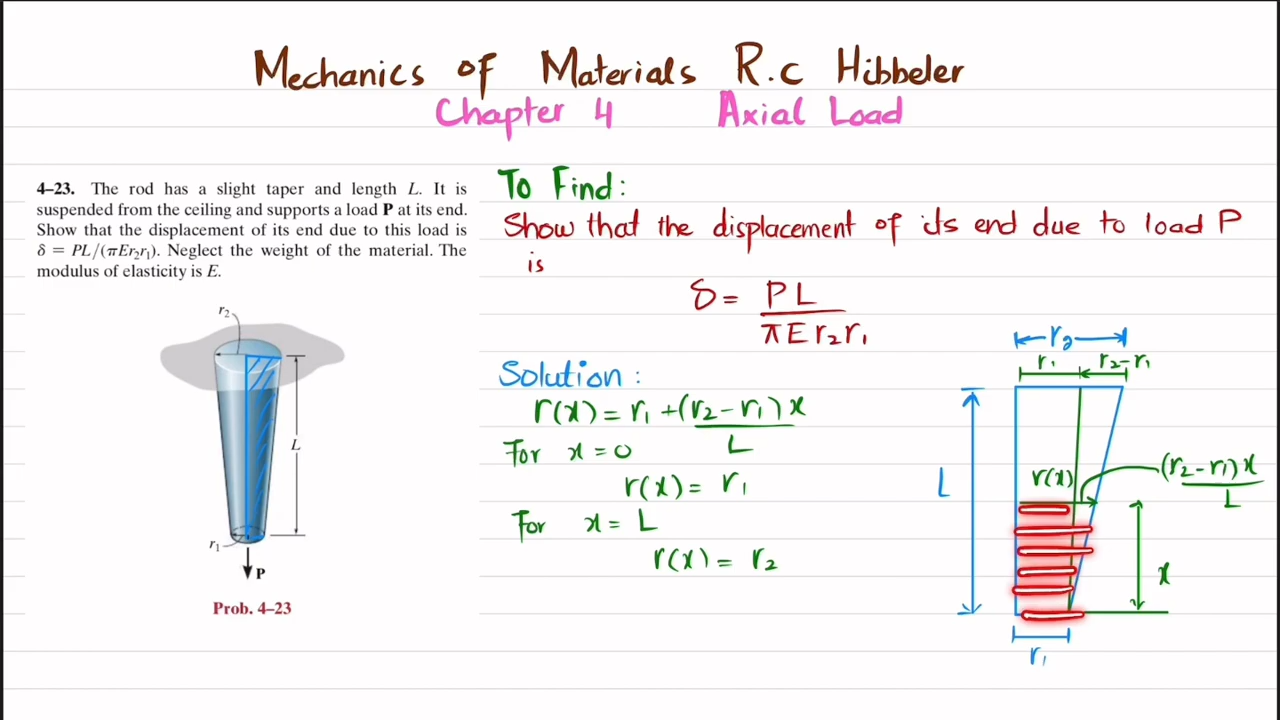 Mechanics of Materials R.c Hibbeler
Chapter 4 Axial Load
4–23. The rod has a slight taper and length L. It is
suspended from the ceiling and supports a load P at its end.
Show that the displacement of its end due to this load is
δ = PL/(πEr₂r₁). Neglect the weight of the material. The
modulus of elasticity is E.
r₂
L
r₁
P
Prob. 4–23
To Find:
Show that the displacement of its end due to load P
is
δ = PL / πEr₂r₁
Solution:
r(x) = r₁ + (r₂-r₁)x / L
For x = 0
r(x) = r₁
For x = L
r(x) = r₂
r₂
r₁ r₂-r₁
L
r(x)
(r₂-r₁)x / L
x
r₁